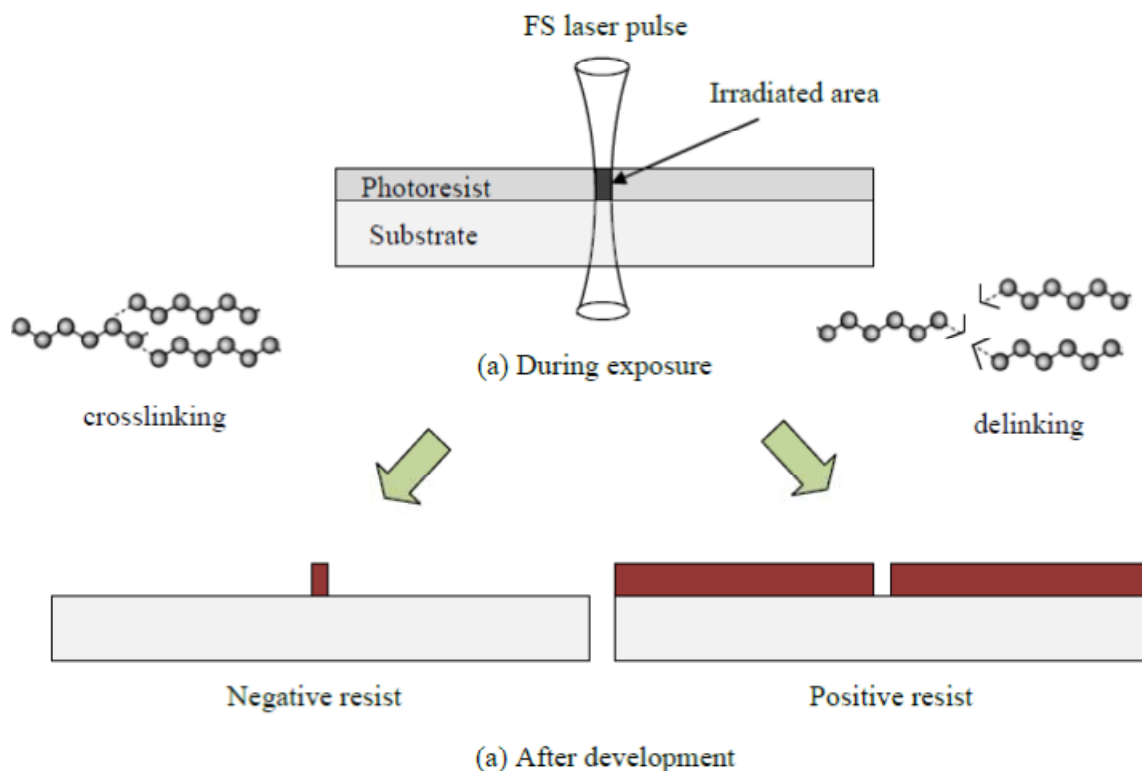 FS laser pulse
Irradiated area
Photoresist
Substrate
(a) During exposure
crosslinking
delinking
Negative resist
Positive resist
(a) After development